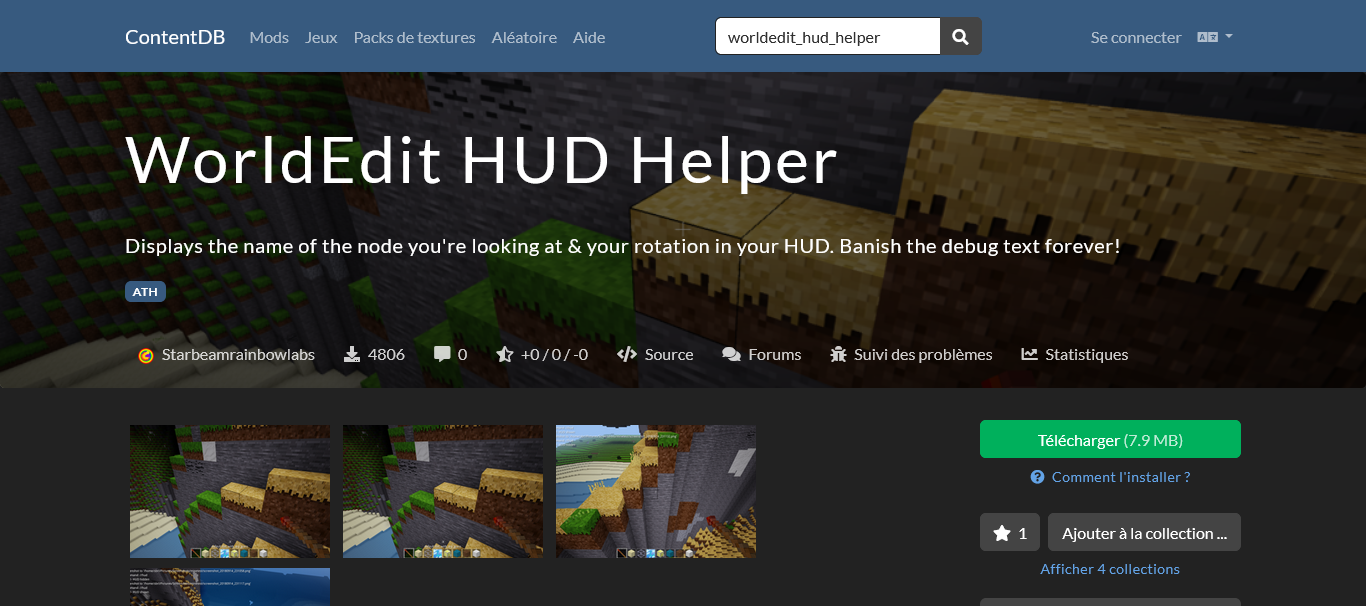 ContentDB Mods Jeux Packs de textures Aléatoire Aide worldedit_hud_helper Se connecter
WorldEdit HUD Helper
Displays the name of the node you're looking at & your rotation in your HUD. Banish the debug text forever!
ATH
Starbeamrainbowlabs 4806 0 +0 / 0 / -0 Source Forums Suivi des problèmes Statistiques
Télécharger (7.9 MB)
Comment l'installer ?
1 Ajouter à la collection ...
Afficher 4 collections